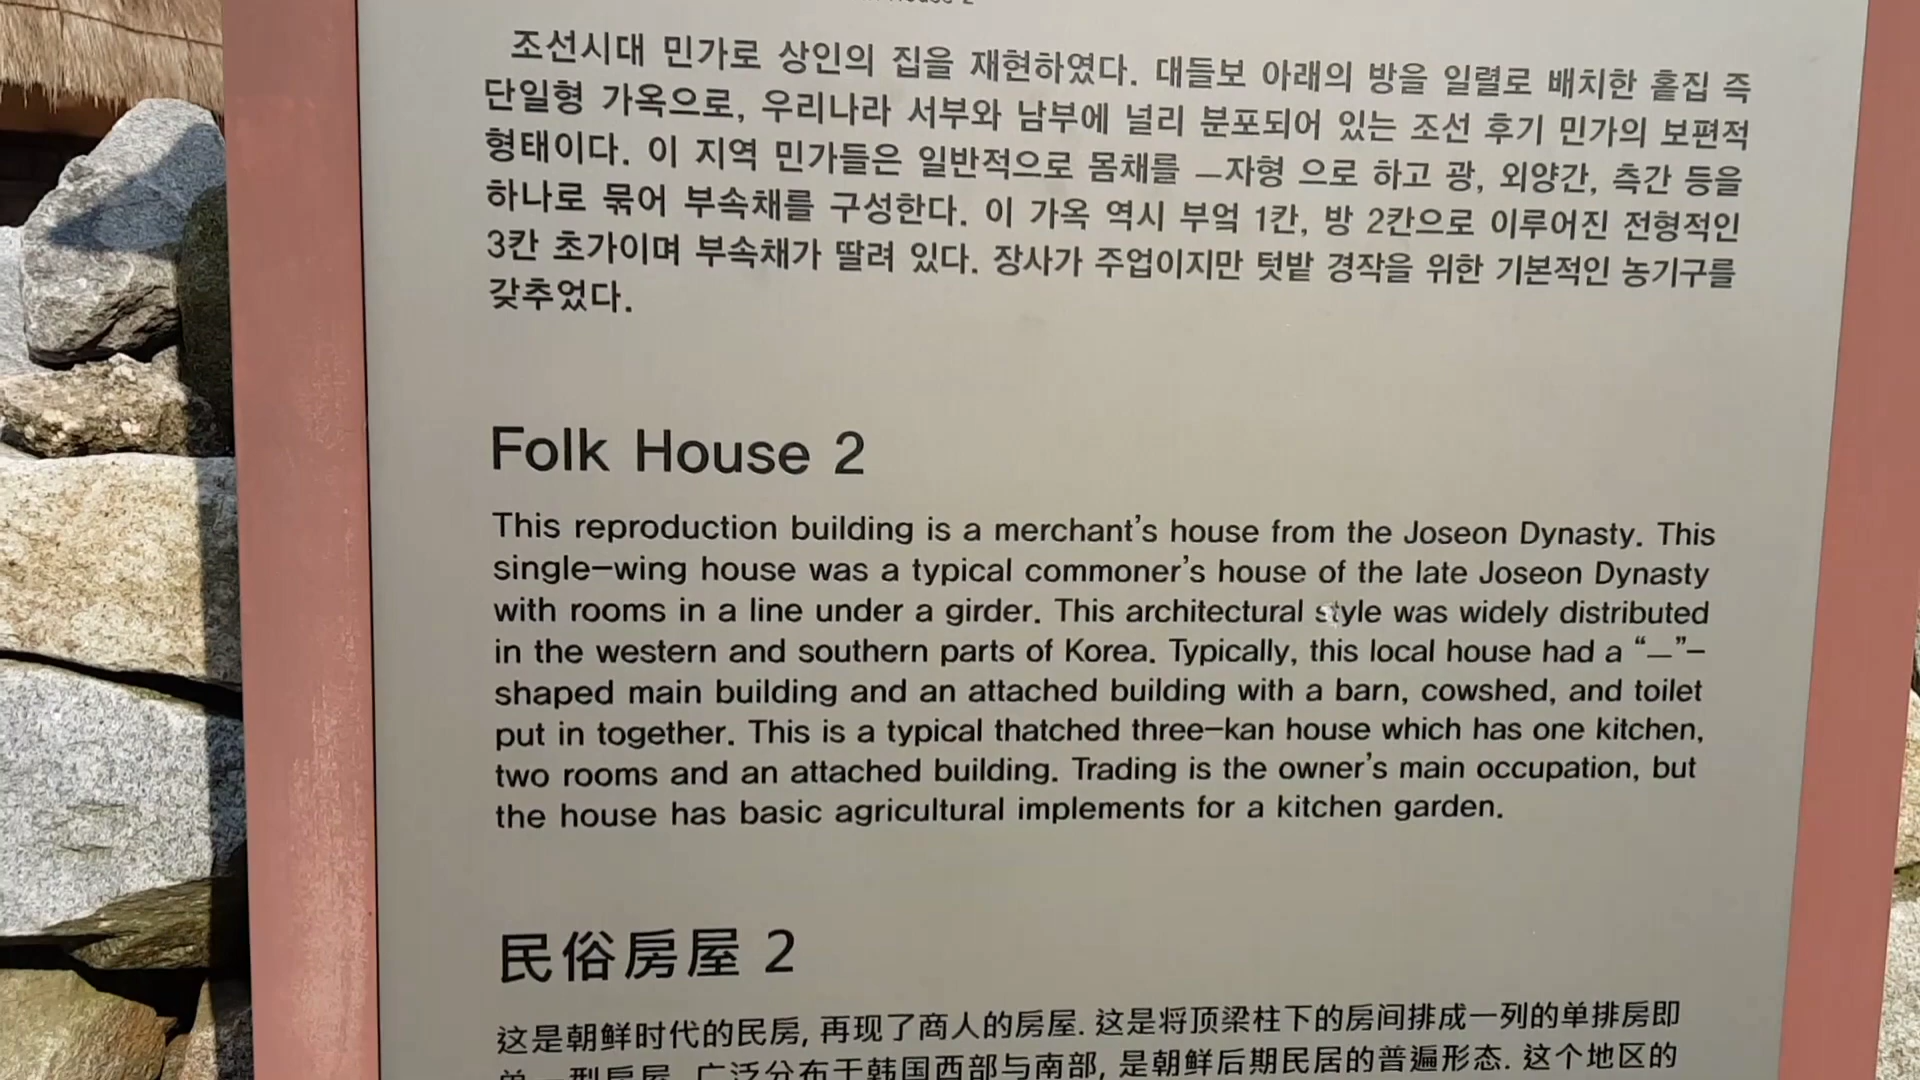 House 2
조선시대 민가로 상인의 집을 재현하였다. 대들보 아래의 방을 일렬로 배치한 홑집 즉
단일형 가옥으로, 우리나라 서부와 남부에 널리 분포되어 있는 조선 후기 민가의 보편적
형태이다. 이 지역 민가들은 일반적으로 몸채를 ㅡ자형 으로 하고 광, 외양간, 측간 등을
하나로 묶어 부속채를 구성한다. 이 가옥 역시 부엌 1칸, 방 2칸으로 이루어진 전형적인
3칸 초가이며 부속채가 딸려 있다. 장사가 주업이지만 텃밭 경작을 위한 기본적인 농기구를
갖추었다.
Folk House 2
This reproduction building is a merchant's house from the Joseon Dynasty. This
single-wing house was a typical commoner's house of the late Joseon Dynasty
with rooms in a line under a girder. This architectural style was widely distributed
in the western and southern parts of Korea. Typically, this local house had a “ㅡ”-
shaped main building and an attached building with a barn, cowshed, and toilet
put in together. This is a typical thatched three-kan house which has one kitchen,
two rooms and an attached building. Trading is the owner's main occupation, but
the house has basic agricultural implements for a kitchen garden.
民俗房屋 2
这是朝鲜时代的民房, 再现了商人的房屋. 这是将顶梁柱下的房间排成一列的单排房即
单一型房屋, 广泛分布于韩国西部与南部, 是朝鲜后期民居的普遍形态. 这个地区的